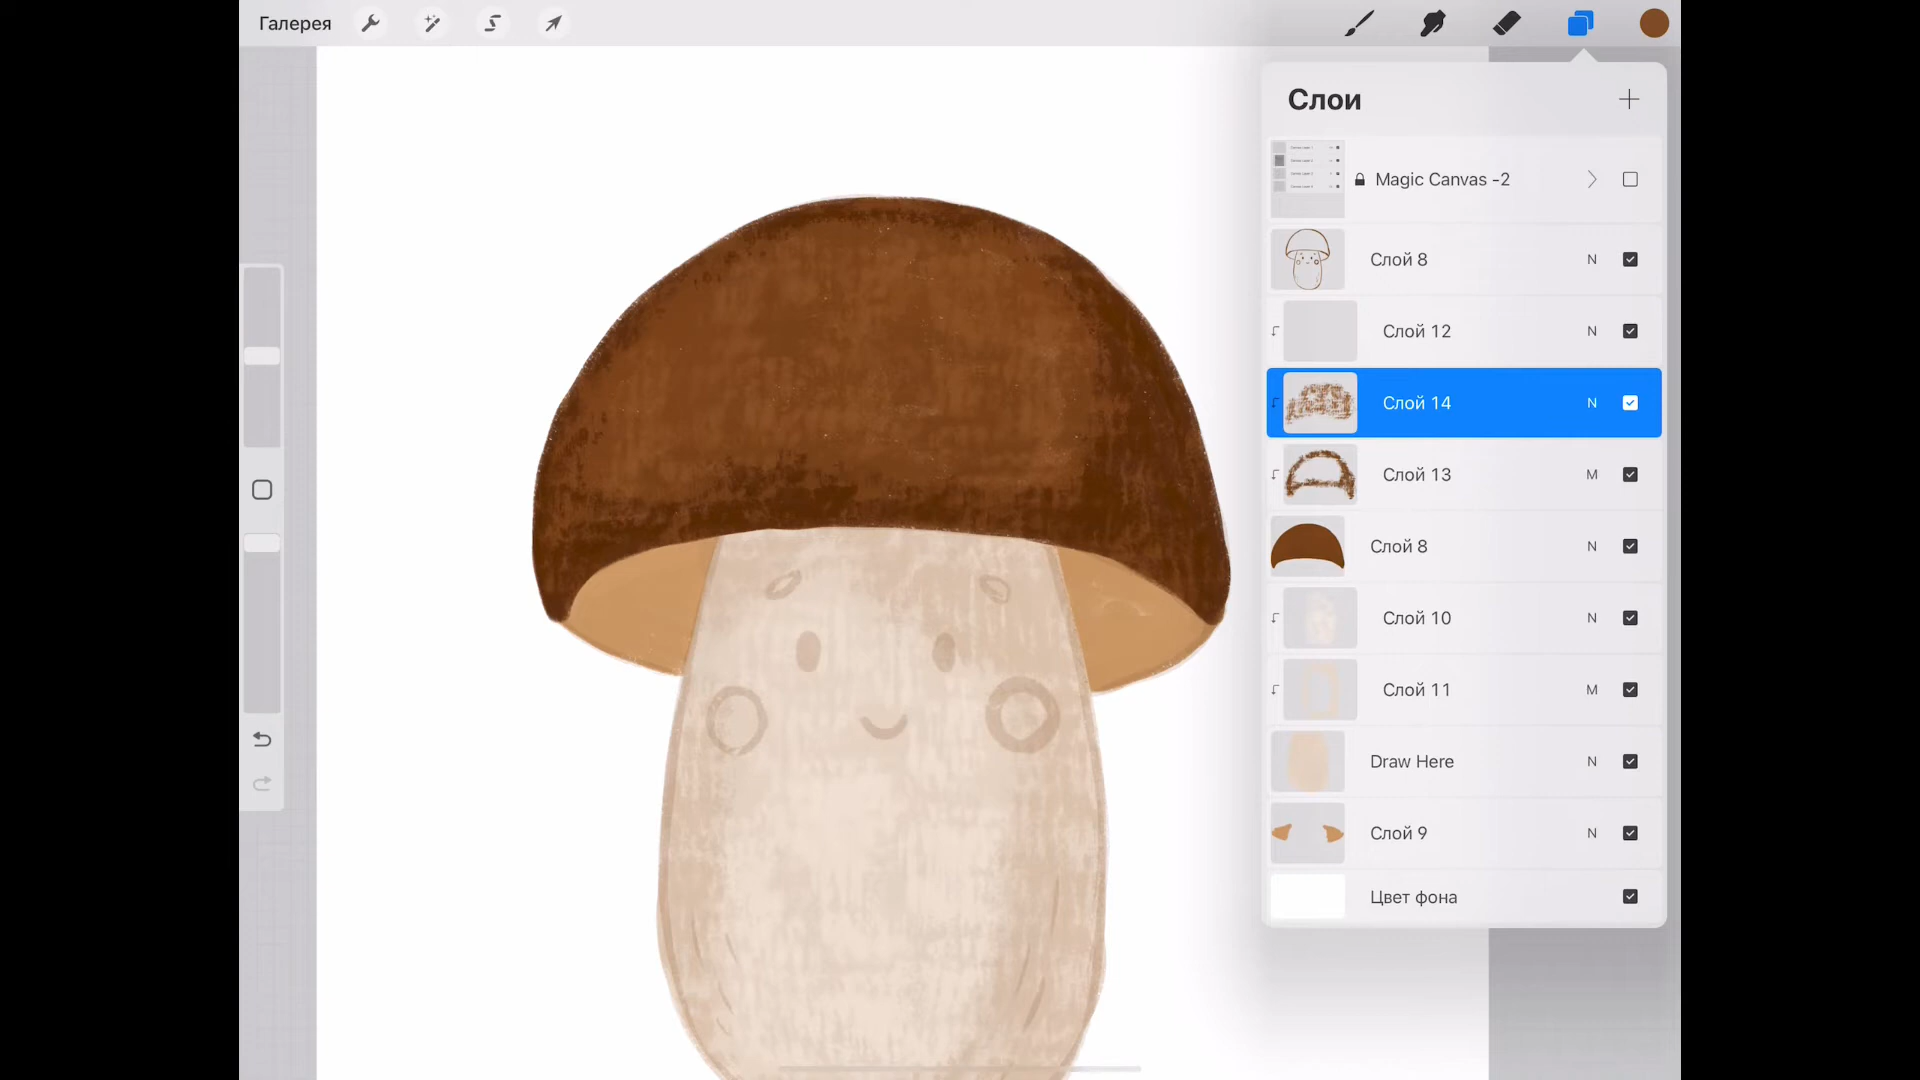 Галерея
Слои
Magic Canvas -2
Слой 8 N
Слой 12 N
Слой 14 N
Слой 13 M
Слой 8 N
Слой 10 N
Слой 11 M
Draw Here N
Слой 9 N
Цвет фона